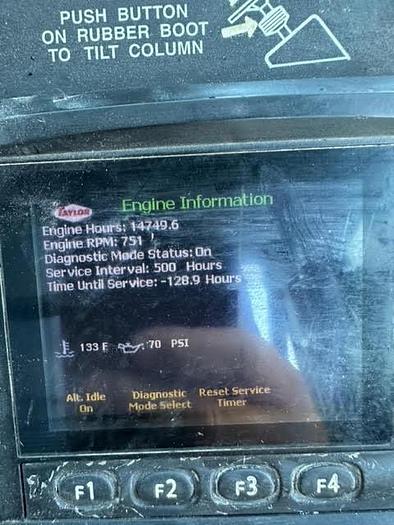 PUSH BUTTON
ON RUBBER BOOT
TO TILT COLUMN
TAYLOR
Engine Information
Engine Hours: 14749.6
Engine RPM: 751
Diagnostic Mode Status: On
Service Interval: 500 Hours
Time Until Service: -128.9 Hours
133 F 70 PSI
Alt. Idle On
Diagnostic Mode Select
Reset Service Timer
F1 F2 F3 F4